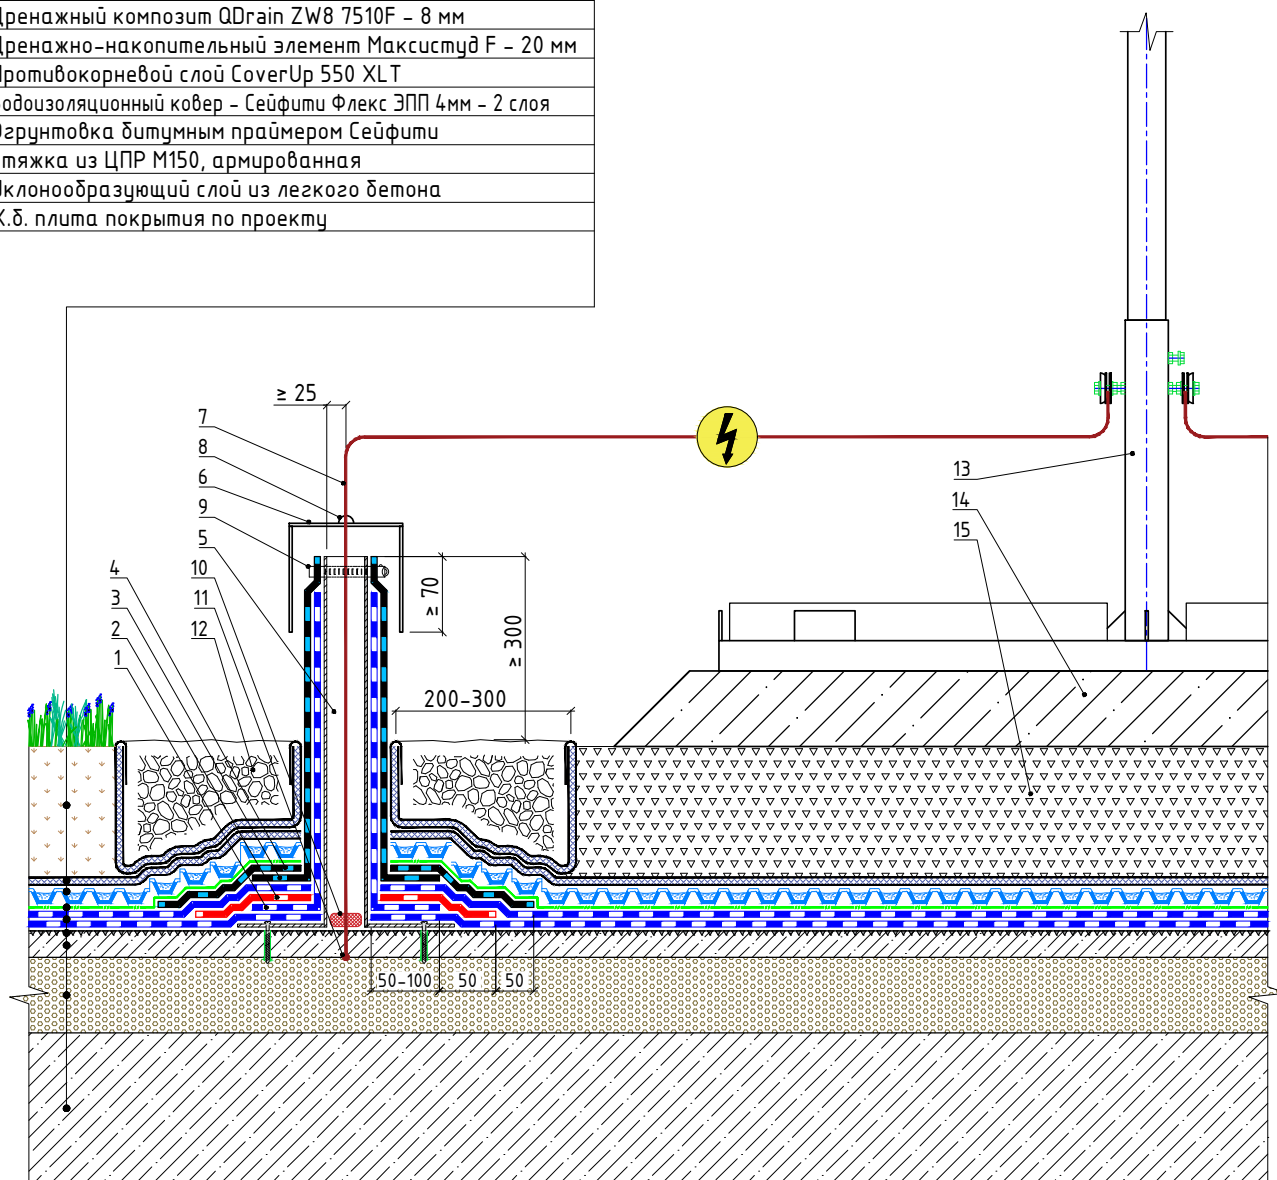 Дренажный композит QDrain ZW8 7510F – 8 мм
Дренажно-накопительный элемент Максистуд F – 20 мм
Противокорневой слой CoverUp 550 XLT
Водоизоляционный ковер – Сейфити Флекс ЭПП 4мм – 2 слоя
Огрунтовка битумным праймером Сейфити
Стяжка из ЦПР М150, армированная
Уклонообразующий слой из легкого бетона
Ж.б. плита покрытия по проекту
≥ 25
7
8
6
9
5
4
10
3
11
2
12
1
≥ 70
≥ 300
200-300
13
14
15
50-100
50
50